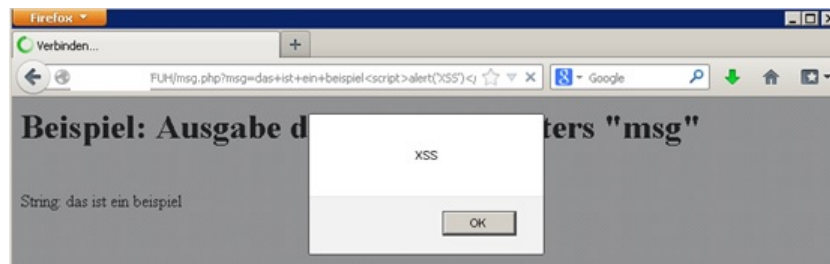 Firefox
Verbinden...
FUH/msg.php?msg=das+ist+ein+beispiel<script>alert('XSS')<
Google
Beispiel: Ausgabe d
ters "msg"
XSS
String: das ist ein beispiel
OK